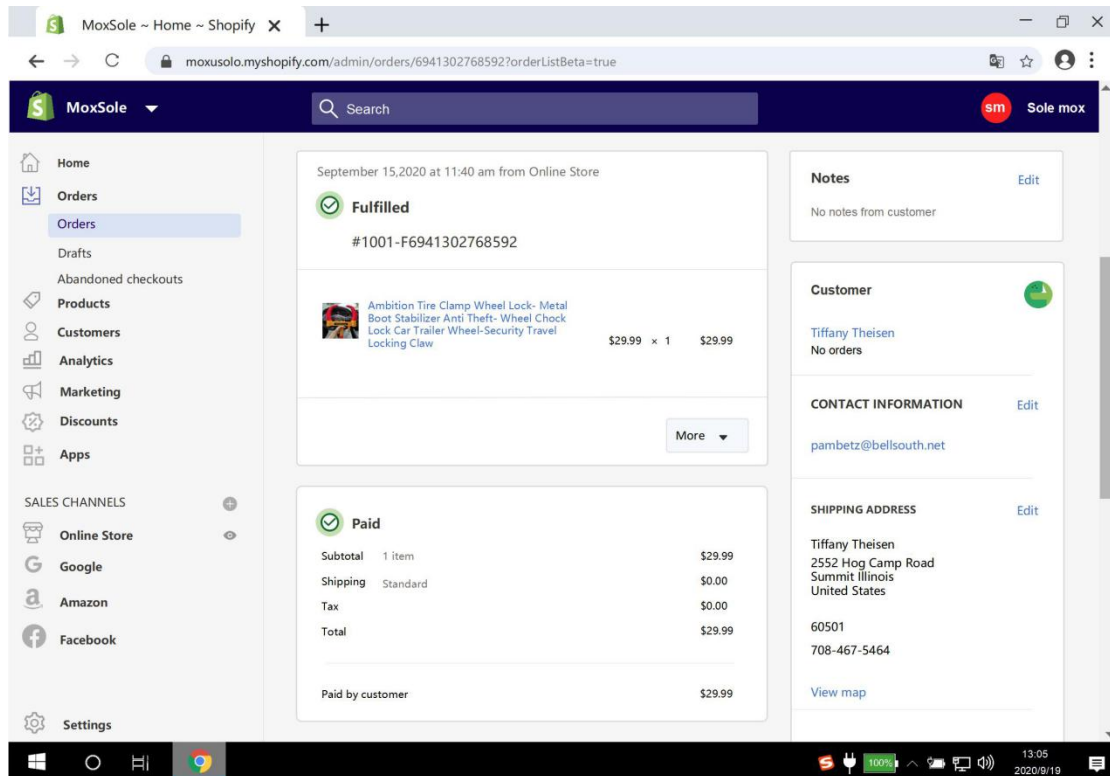 MoxSole ~ Home ~ Shopify
moxusolo.myshopify.com/admin/orders/6941302768592?orderListBeta=true
MoxSole
Search
sm
Sole mox
Home
Orders
Orders
Drafts
Abandoned checkouts
Products
Customers
Analytics
Marketing
Discounts
Apps
SALES CHANNELS
Online Store
Google
Amazon
Facebook
Settings
September 15,2020 at 11:40 am from Online Store
Fulfilled
#1001-F6941302768592
Ambition Tire Clamp Wheel Lock- Metal
Boot Stabilizer Anti Theft- Wheel Chock
Lock Car Trailer Wheel-Security Travel
Locking Claw
$29.99 × 1 $29.99
More
Paid
Subtotal 1 item $29.99
Shipping Standard $0.00
Tax $0.00
Total $29.99
Paid by customer $29.99
Notes Edit
No notes from customer
Customer
Tiffany Theisen
No orders
CONTACT INFORMATION Edit
pambetz@bellsouth.net
SHIPPING ADDRESS Edit
Tiffany Theisen
2552 Hog Camp Road
Summit Illinois
United States
60501
708-467-5464
View map
100%
13:05
2020/9/19